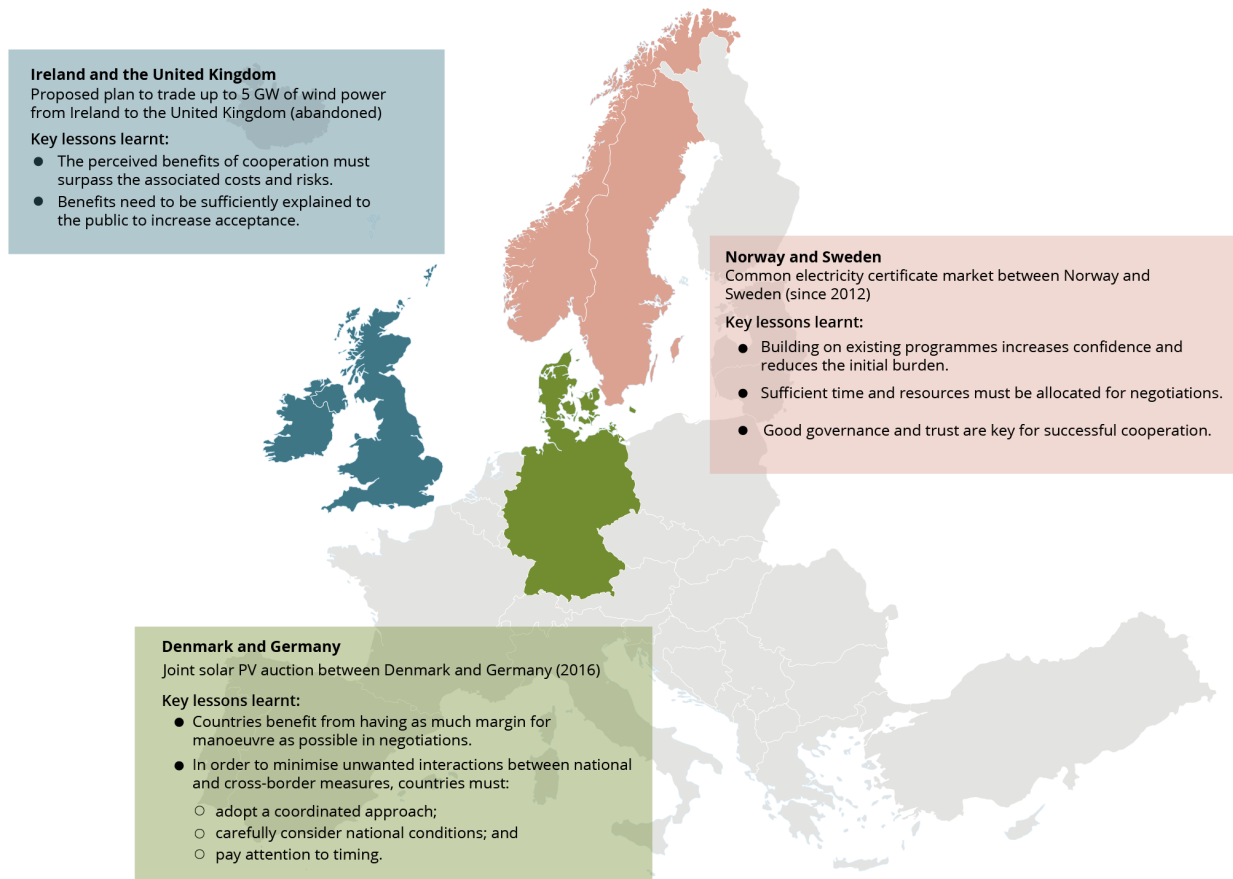 Ireland and the United Kingdom
Proposed plan to trade up to 5 GW of wind power
from Ireland to the United Kingdom (abandoned)
Key lessons learnt:
● The perceived benefits of cooperation must
surpass the associated costs and risks.
● Benefits need to be sufficiently explained to
the public to increase acceptance.
Norway and Sweden
Common electricity certificate market between Norway and
Sweden (since 2012)
Key lessons learnt:
● Building on existing programmes increases confidence and
reduces the initial burden.
● Sufficient time and resources must be allocated for negotiations.
● Good governance and trust are key for successful cooperation.
Denmark and Germany
Joint solar PV auction between Denmark and Germany (2016)
Key lessons learnt:
● Countries benefit from having as much margin for
manoeuvre as possible in negotiations.
● In order to minimise unwanted interactions between national
and cross-border measures, countries must:
○ adopt a coordinated approach;
○ carefully consider national conditions; and
○ pay attention to timing.